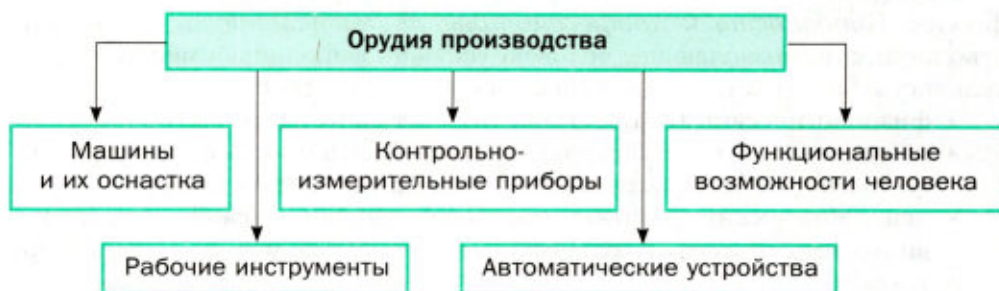 Орудия производства
Машины
и их оснастка
Контрольно-
измерительные приборы
Функциональные
возможности человека
Рабочие инструменты
Автоматические устройства